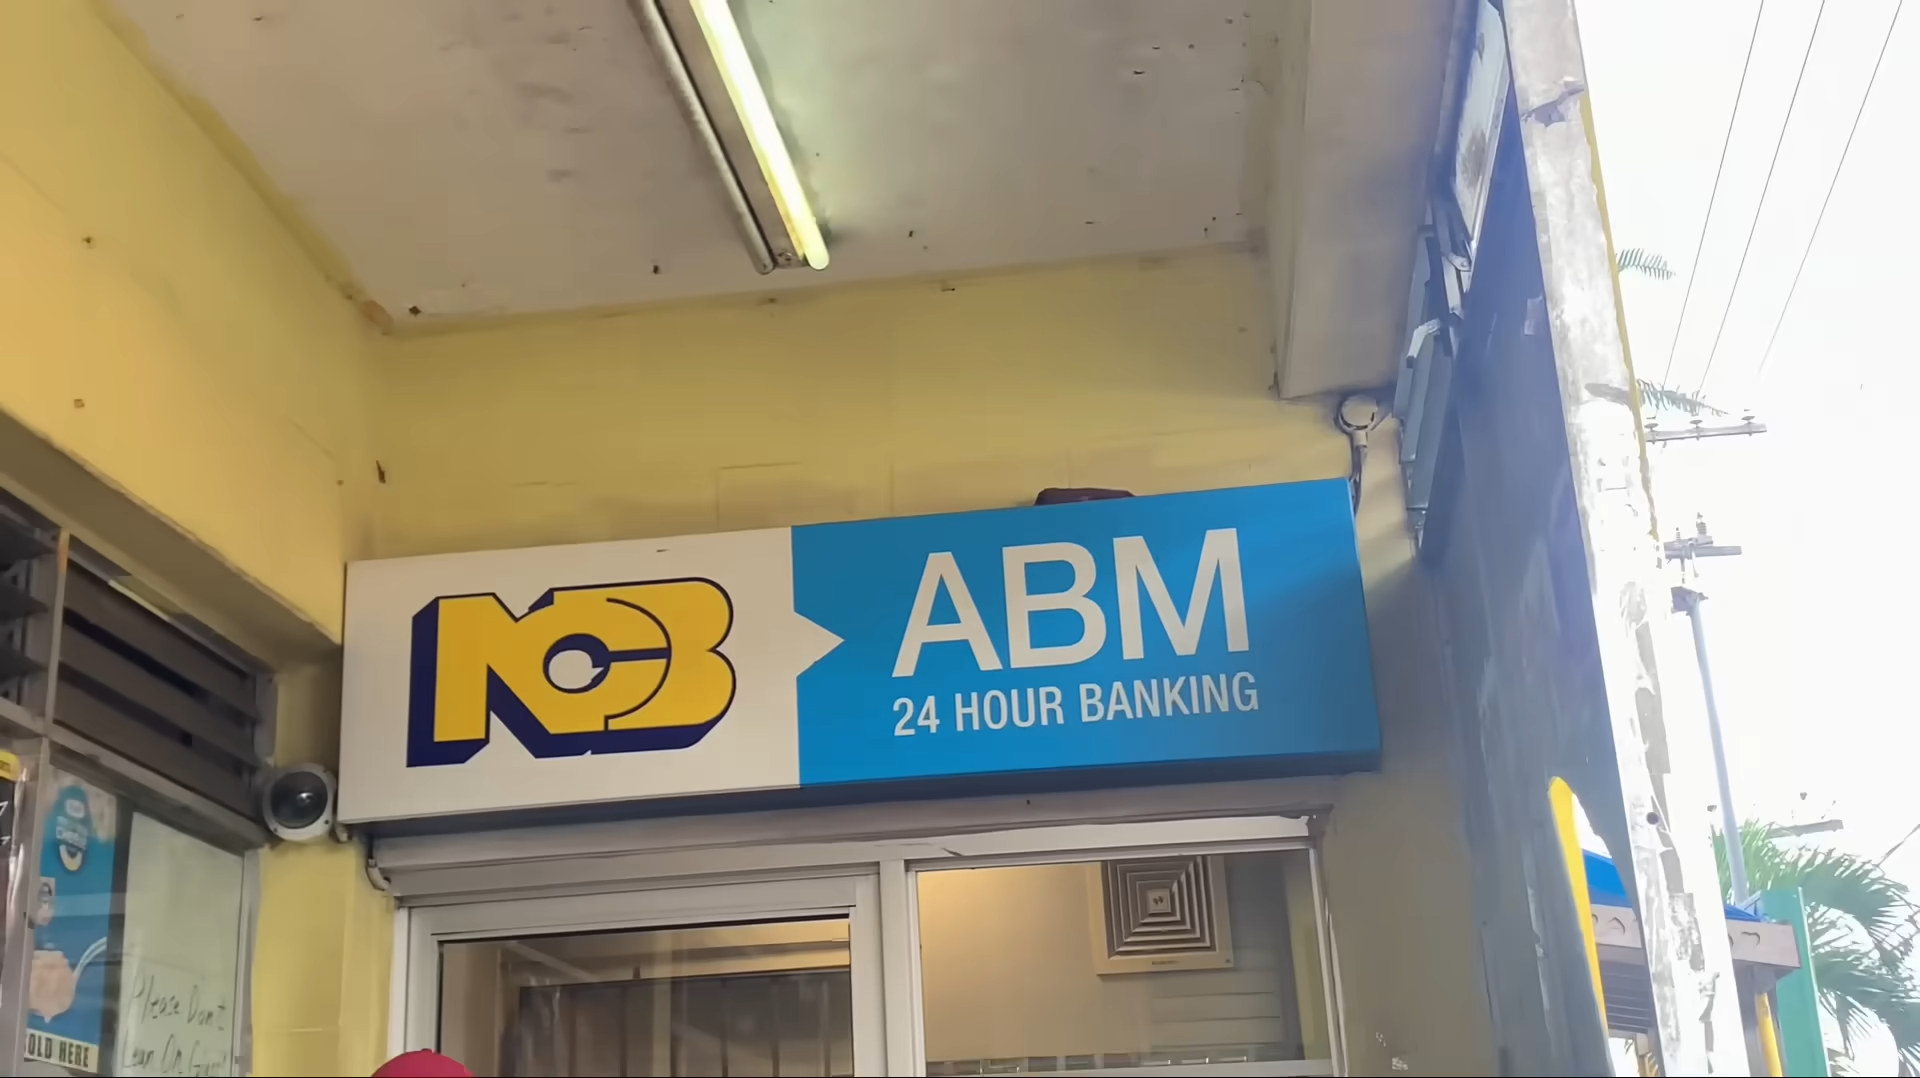 NCB
ABM
24 HOUR BANKING
Please Don't
Lean On Glass
OLD HERE